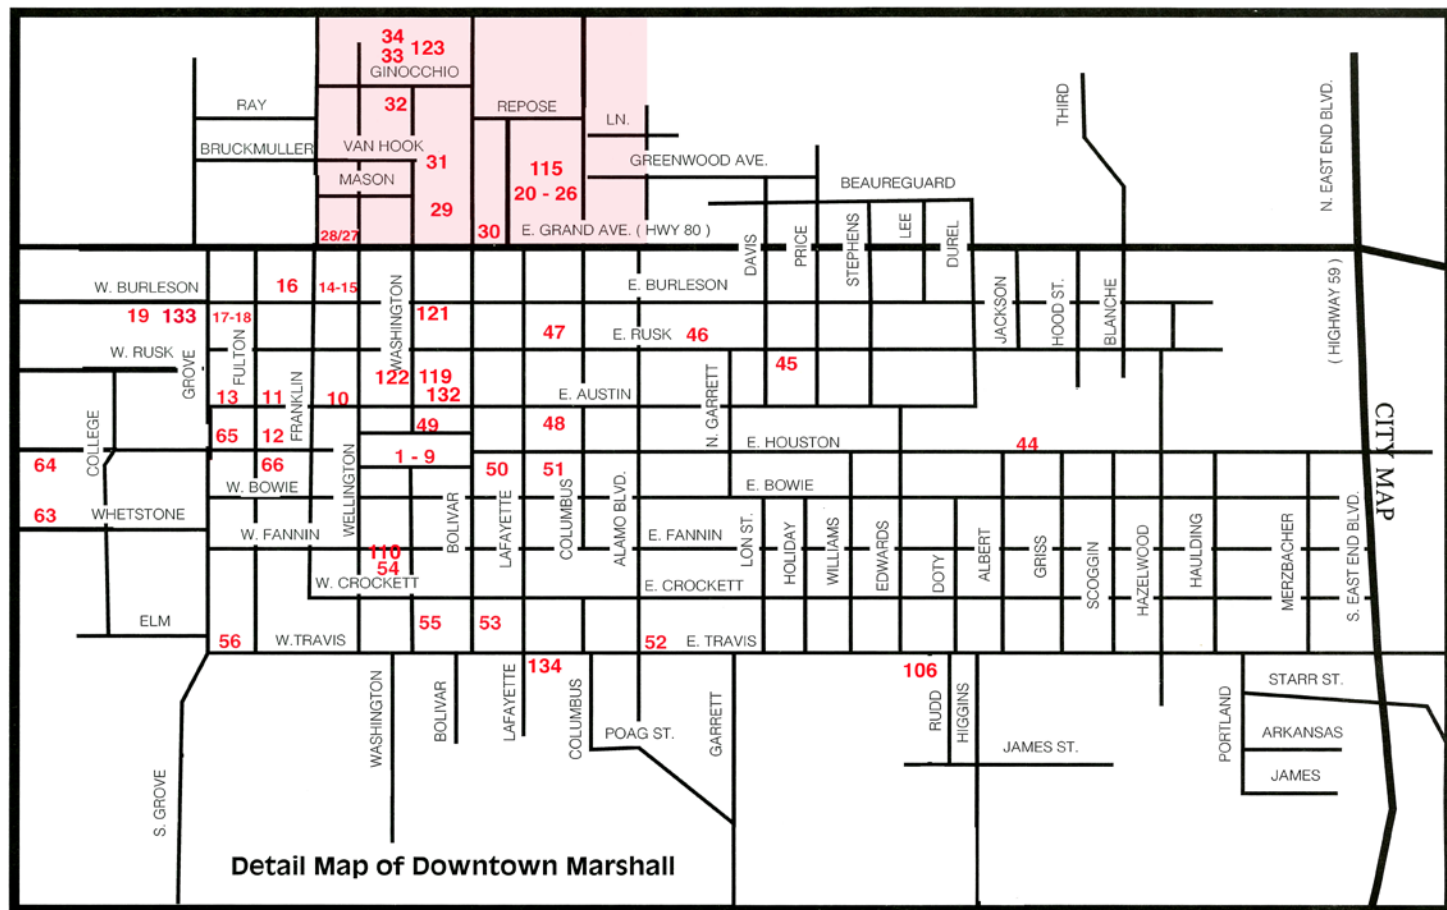 34
33 123
GINOCCHIO
32
RAY
REPOSE
LN.
THIRD
N. EAST END BLVD.
BRUCKMULLER
VAN HOOK
31
115
GREENWOOD AVE.
MASON
20 - 26
BEAUREGUARD
29
28/27
30
E. GRAND AVE. ( HWY 80 )
DAVIS
PRICE
STEPHENS
LEE
DUREL
W. BURLESON
16
14-15
E. BURLESON
JACKSON
HOOD ST.
BLANCHE
( HIGHWAY 59 )
19 133
17-18
WASHINGTON
121
47
E. RUSK
46
W. RUSK
GROVE
FULTON
122
119
132
45
13
11
FRANKLIN
10
E. AUSTIN
N. GARRETT
COLLEGE
65
12
49
48
E. HOUSTON
44
CITY MAP
64
66
WELLINGTON
1 - 9
50
51
W. BOWIE
BOLIVAR
LAFAYETTE
COLUMBUS
ALAMO BLVD.
E. BOWIE
63
WHETSTONE
W. FANNIN
E. FANNIN
LON ST.
HOLIDAY
WILLIAMS
EDWARDS
DOTY
ALBERT
GRISS
SCOGGIN
HAZELWOOD
HAULDING
MERZBACHER
S. EAST END BLVD.
110
54
W. CROCKETT
E. CROCKETT
ELM
55
53
56
W.TRAVIS
52
E. TRAVIS
134
106
WASHINGTON
BOLIVAR
LAFAYETTE
COLUMBUS
POAG ST.
GARRETT
RUDD
HIGGINS
PORTLAND
STARR ST.
JAMES ST.
ARKANSAS
JAMES
S. GROVE
Detail Map of Downtown Marshall